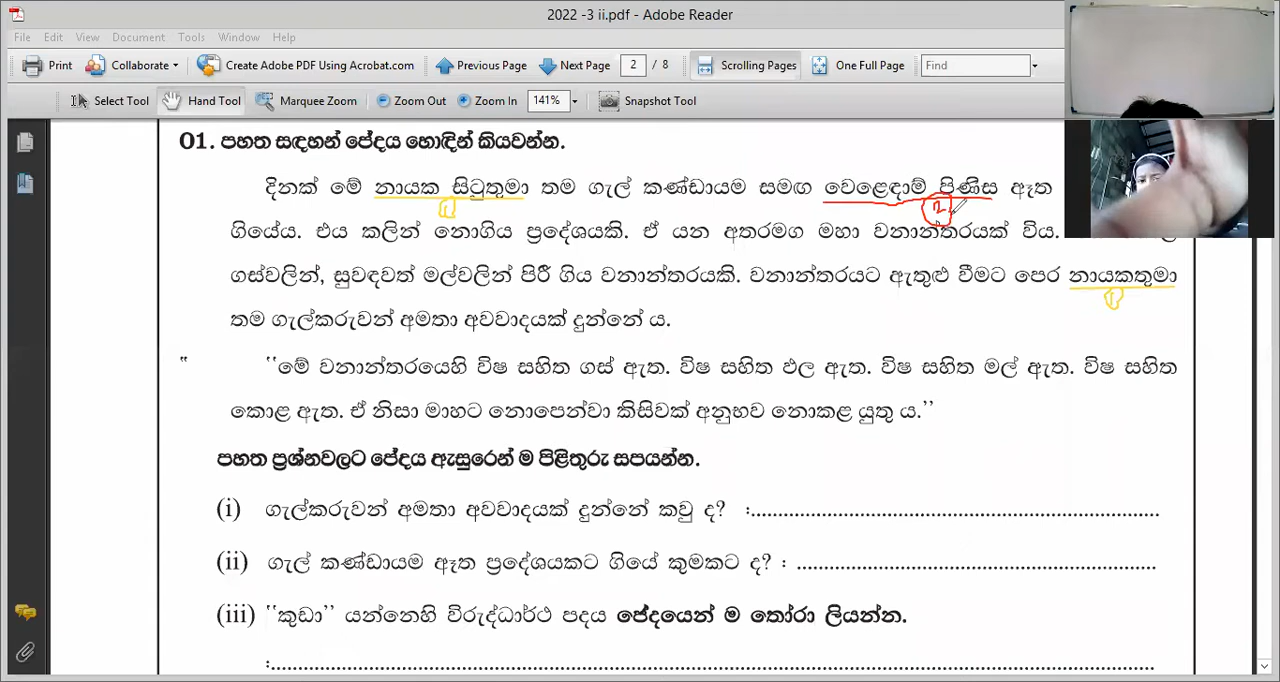 2022 -3 ii.pdf - Adobe Reader
File Edit View Document Tools Window Help
Print Collaborate Create Adobe PDF Using Acrobat.com Previous Page Next Page 2 / 8 Scrolling Pages One Full Page Find
Select Tool Hand Tool Marquee Zoom Zoom Out Zoom In 141% Snapshot Tool
01. පහත සඳහන් ඡේදය හොඳින් කියවන්න.
දිනක් මේ නායක සිටුතුමා තම ගැල් කණ්ඩායම සමඟ වෙළෙඳාම් පිණිස ඈත
1 2
ගියේය. එය කලින් නොගිය ප්‍රදේශයකි. ඒ යන අතරමග මහා වනාන්තරයක් විය.
ගස්වලින්, සුවඳවත් මල්වලින් පිරී ගිය වනාන්තරයකි. වනාන්තරයට ඇතුළු වීමට පෙර නායකතුමා
1
තම ගැල්කරුවන් අමතා අවවාදයක් දුන්නේ ය.
“ ‘‘මේ වනාන්තරයෙහි විෂ සහිත ගස් ඇත. විෂ සහිත ඵල ඇත. විෂ සහිත මල් ඇත. විෂ සහිත
කොළ ඇත. ඒ නිසා මාහට නොපෙන්වා කිසිවක් අනුභව නොකළ යුතු ය.’’
පහත ප්‍රශ්නවලට ඡේදය ඇසුරෙන් ම පිළිතුරු සපයන්න.
(i) ගැල්කරුවන් අමතා අවවාදයක් දුන්නේ කවු ද? :..........................................................................
(ii) ගැල් කණ්ඩායම ඈත ප්‍රදේශයකට ගියේ කුමකට ද? : ................................................................
(iii) ‘‘කුඩා’’ යන්නෙහි විරුද්ධාර්ථ පදය ඡේදයෙන් ම තෝරා ලියන්න.
:....................................................................................................................................